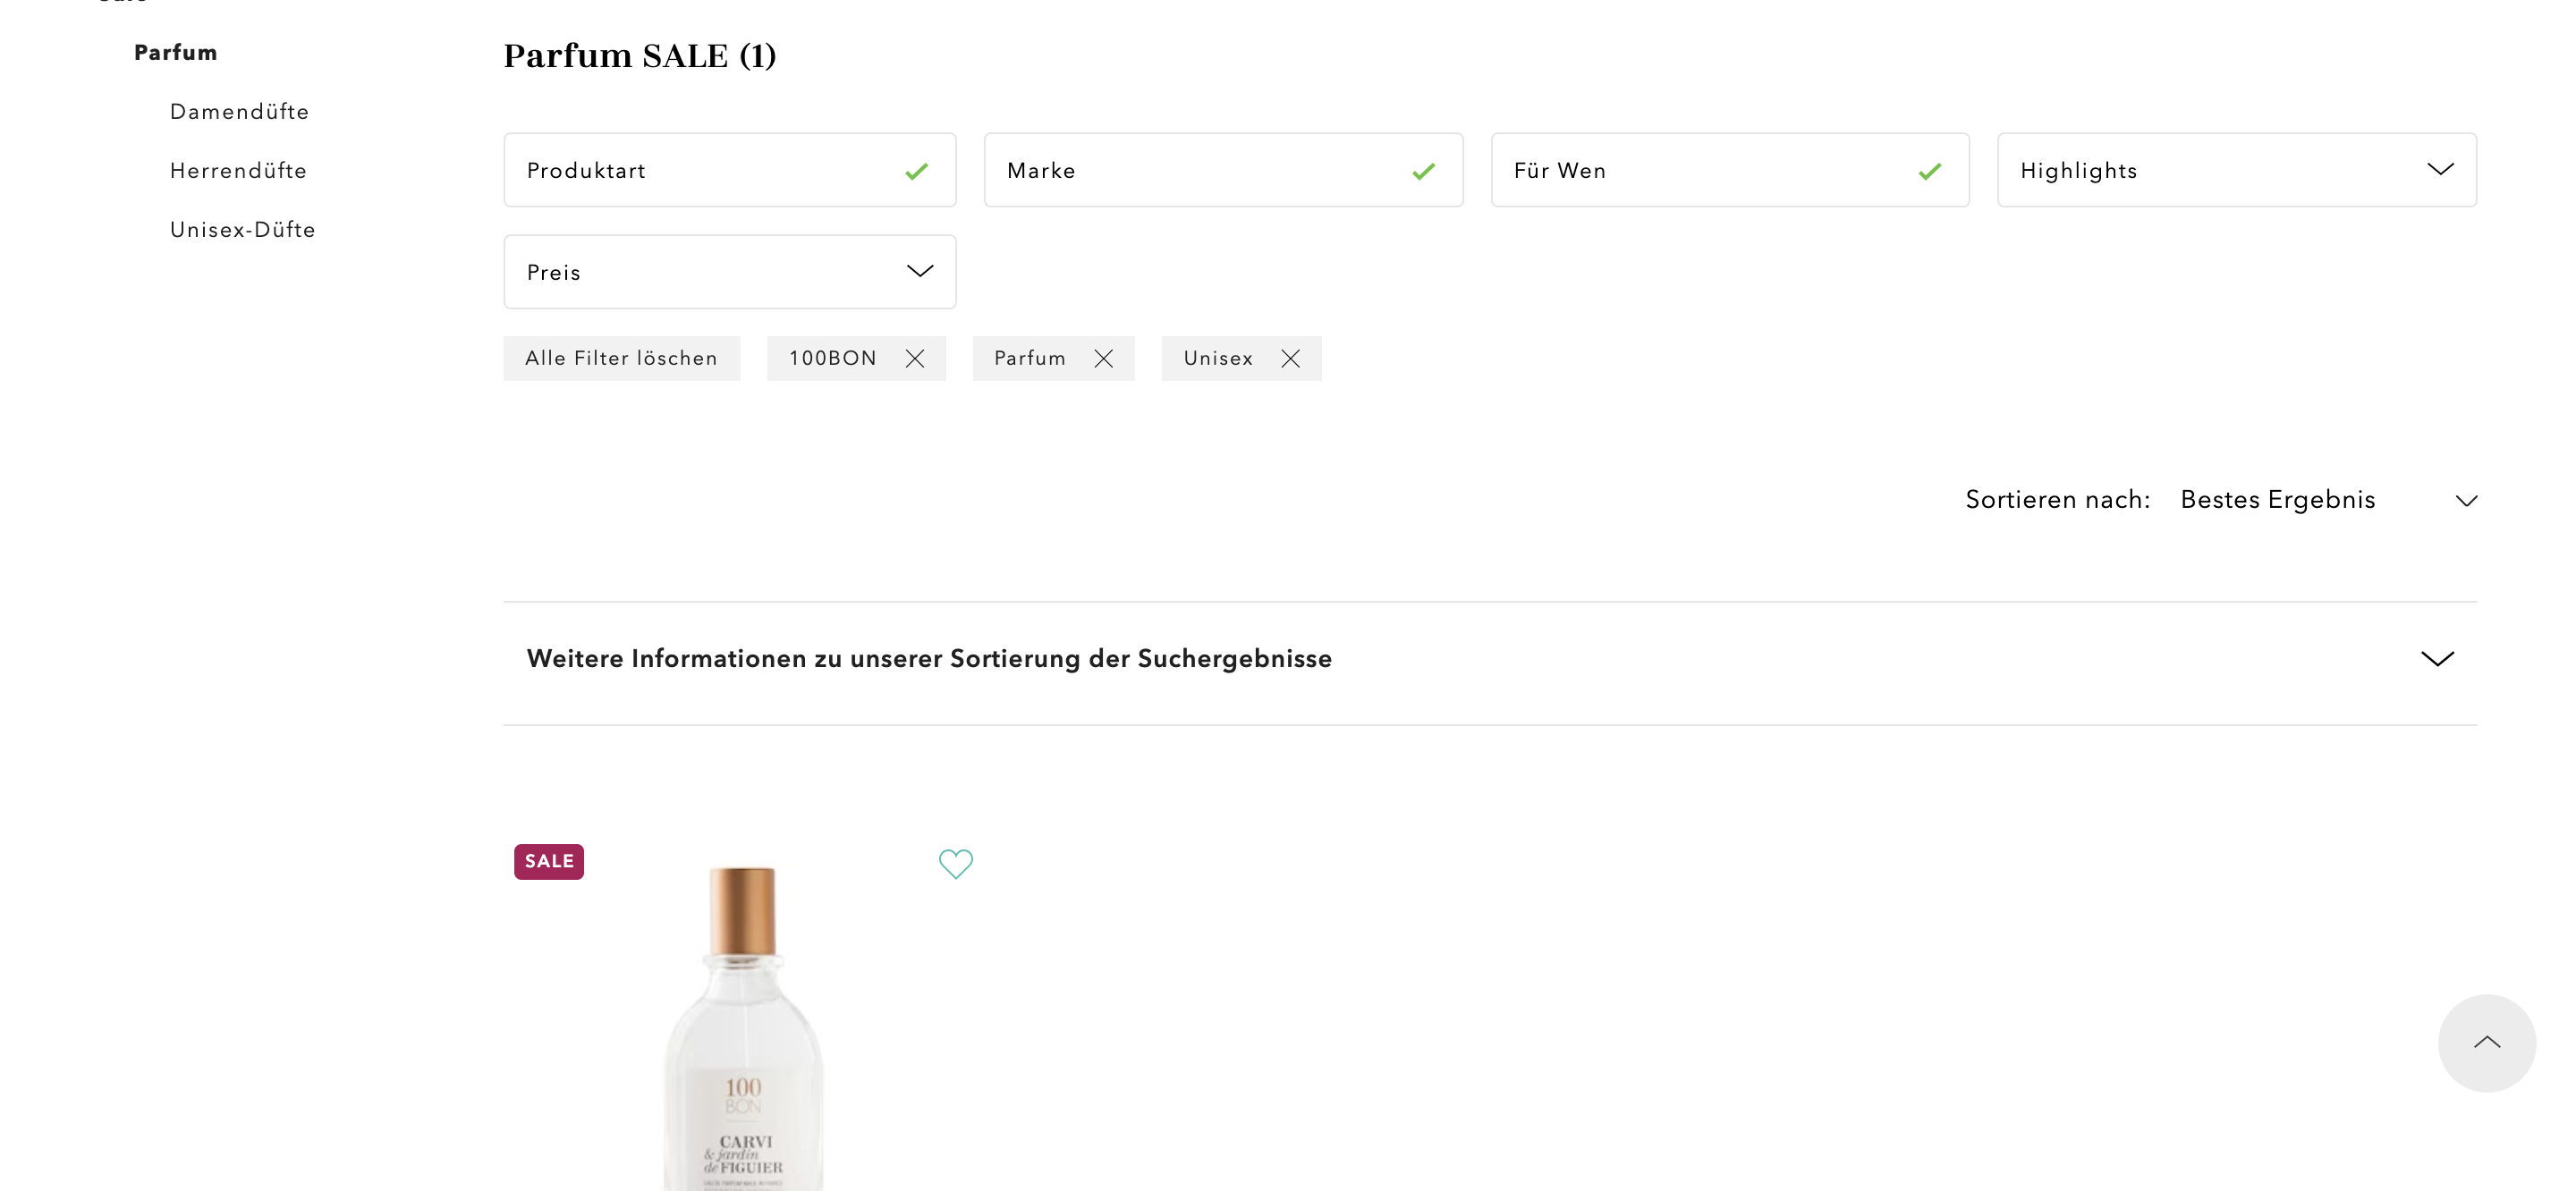 Parfum
Damendüfte
Herrendüfte
Unisex-Düfte
Parfum SALE (1)
Produktart
Marke
Für Wen
Highlights
Preis
Alle Filter löschen
100BON
Parfum
Unisex
Sortieren nach: Bestes Ergebnis
Weitere Informationen zu unserer Sortierung der Suchergebnisse
SALE
100
BON
CARVI
& jardin
de FIGUIER